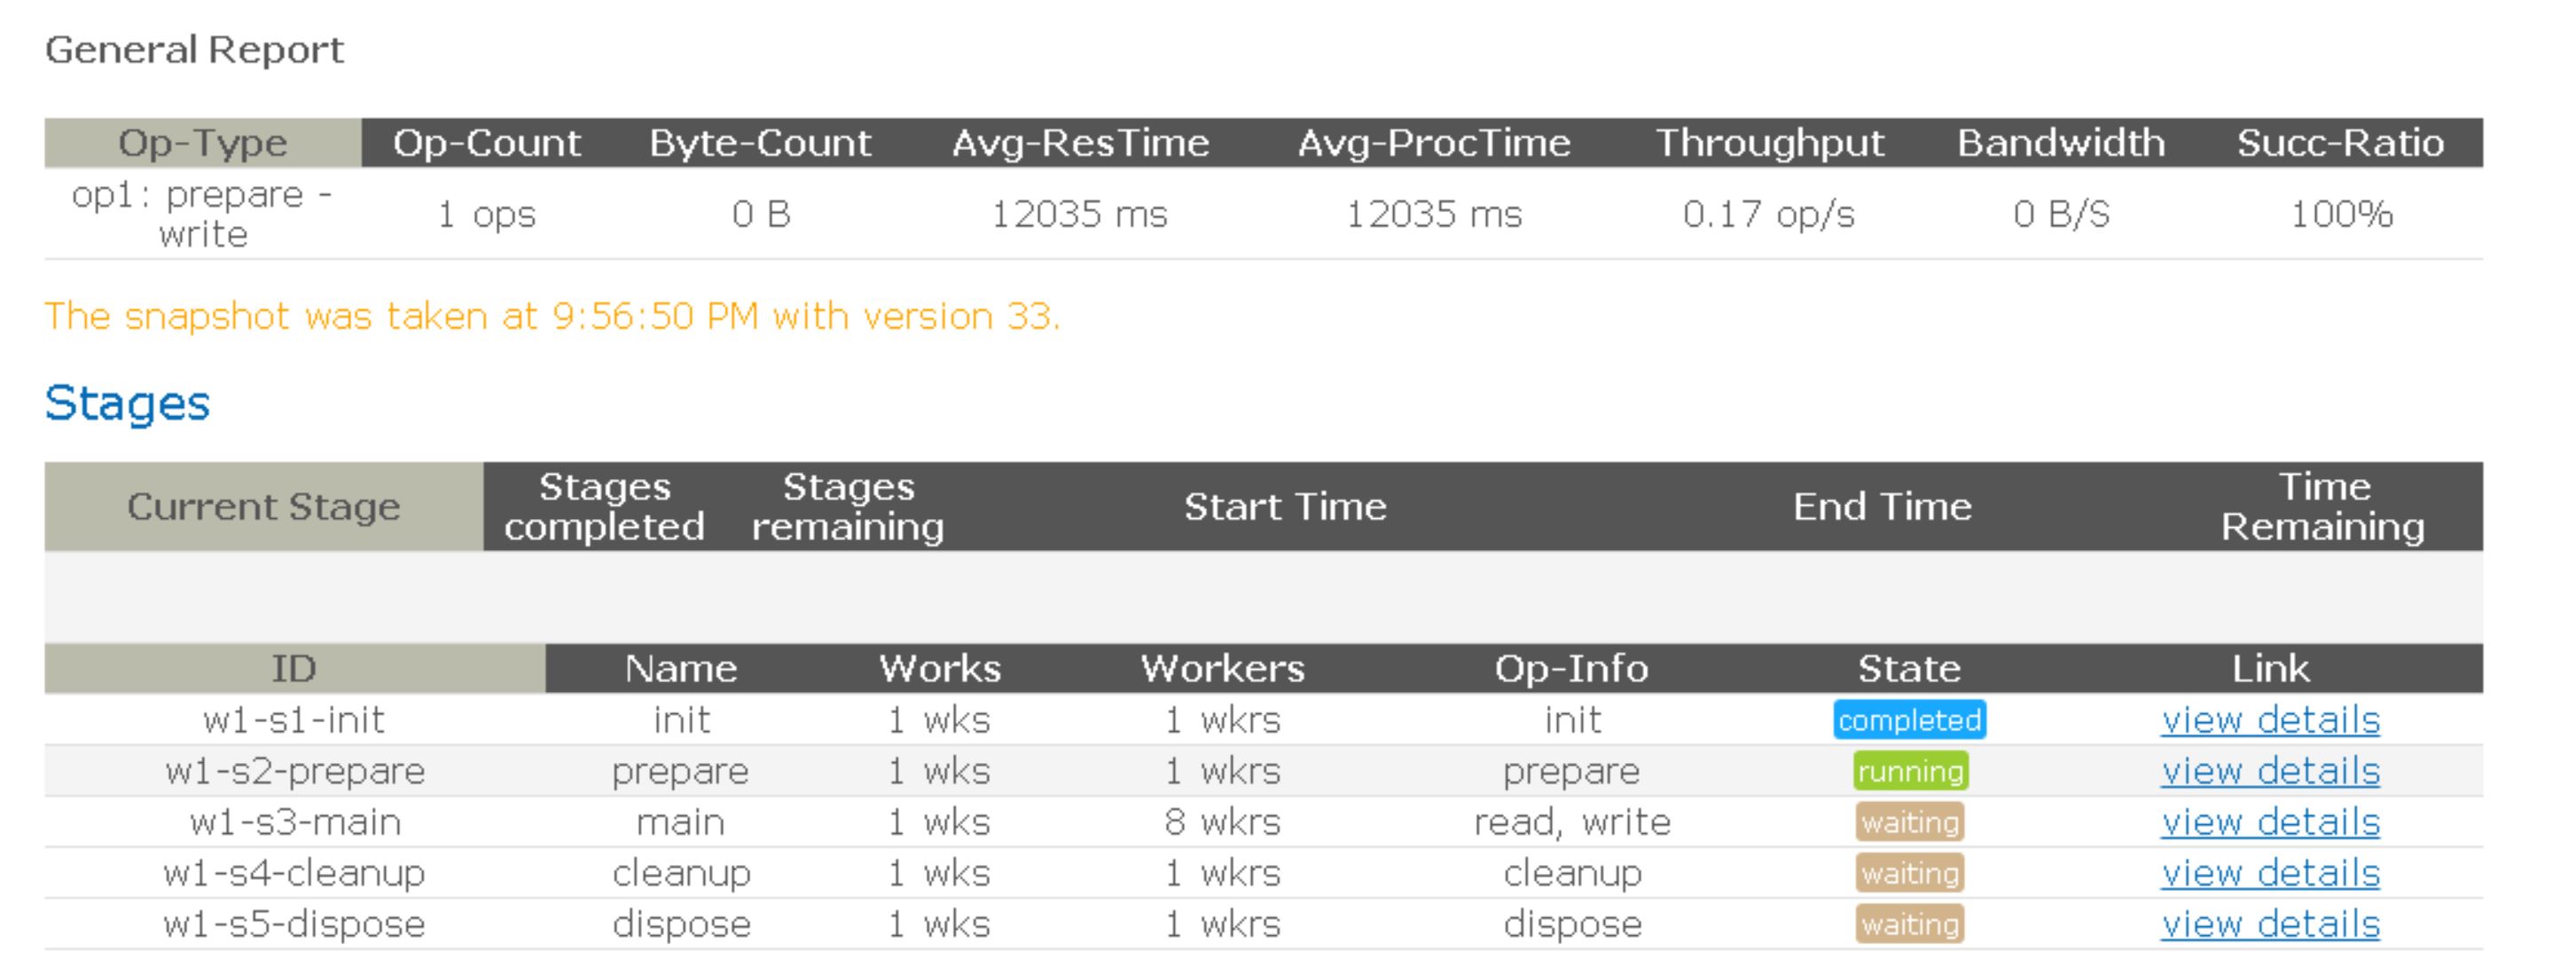 General Report
Op-Type Op-Count Byte-Count Avg-ResTime Avg-ProcTime Throughput Bandwidth Succ-Ratio
op1: prepare - write 1 ops 0 B 12035 ms 12035 ms 0.17 op/s 0 B/S 100%
The snapshot was taken at 9:56:50 PM with version 33.
Stages
Current Stage Stages completed Stages remaining Start Time End Time Time Remaining
ID Name Works Workers Op-Info State Link
w1-s1-init init 1 wks 1 wkrs init completed view details
w1-s2-prepare prepare 1 wks 1 wkrs prepare running view details
w1-s3-main main 1 wks 8 wkrs read, write waiting view details
w1-s4-cleanup cleanup 1 wks 1 wkrs cleanup waiting view details
w1-s5-dispose dispose 1 wks 1 wkrs dispose waiting view details